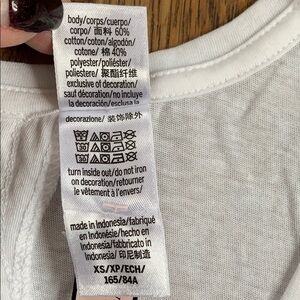 body/corps/cuerpo/
corpo/ 面料 60%
cotton/coton/algodón/
cotone/ 棉 40%
polyester/poliester/
poliestere/ 聚酯纤维
exclusive of decoration/
sauf décoration/no incluye
la decoración/esclusa la
decorazione/ 装饰除外
turn inside out/do not iron
on decoration/retourner
le vêtement à l'envers/
made in Indonesia/fabriqué
en Indonésie/hecho en
Indonesia/fabbricato in
Indonesia/ 印尼制造
XS/XP/ECH/
165/84A